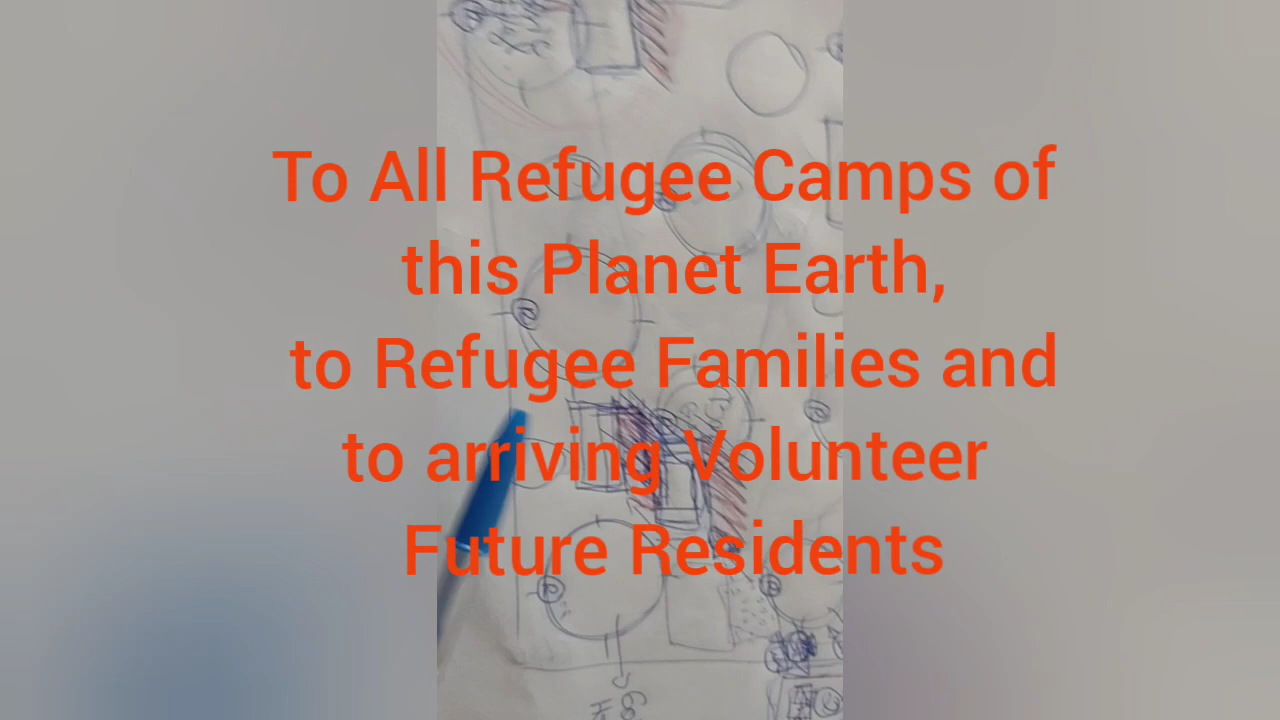 To All Refugee Camps of
this Planet Earth,
to Refugee Families and
to arriving Volunteer
Future Residents